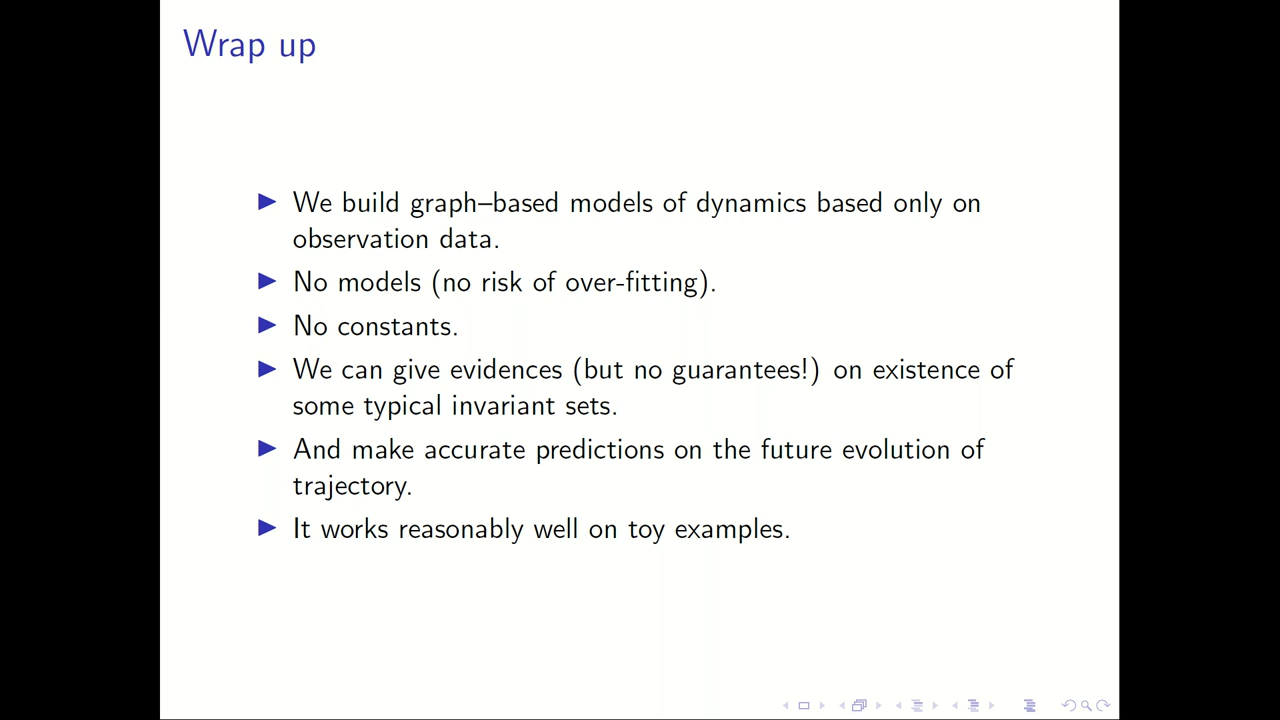 Wrap up
We build graph–based models of dynamics based only on
observation data.
No models (no risk of over-fitting).
No constants.
We can give evidences (but no guarantees!) on existence of
some typical invariant sets.
And make accurate predictions on the future evolution of
trajectory.
It works reasonably well on toy examples.